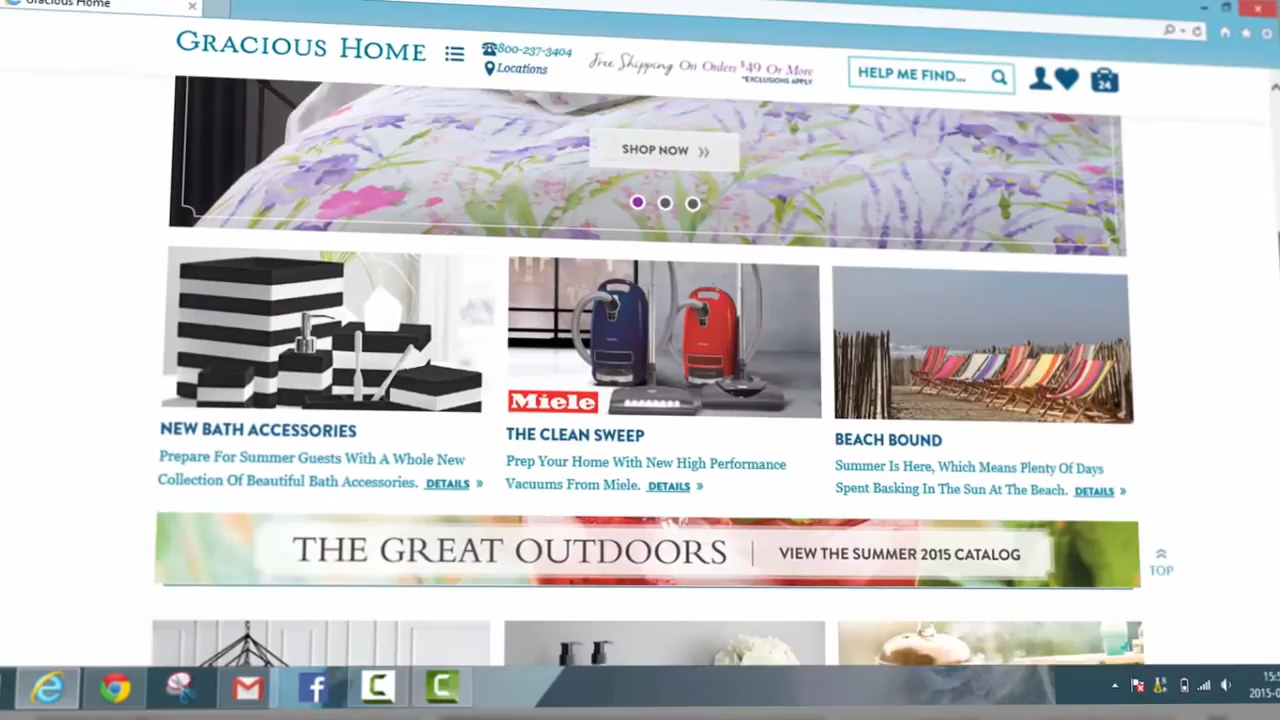 Gracious Home
GRACIOUS HOME
800-237-3404
Locations
Free Shipping On Orders $49 Or More
*EXCLUSIONS APPLY
HELP ME FIND...
24
SHOP NOW »
Miele
NEW BATH ACCESSORIES
Prepare For Summer Guests With A Whole New
Collection Of Beautiful Bath Accessories. DETAILS »
THE CLEAN SWEEP
Prep Your Home With New High Performance
Vacuums From Miele. DETAILS »
BEACH BOUND
Summer Is Here, Which Means Plenty Of Days
Spent Basking In The Sun At The Beach. DETAILS »
THE GREAT OUTDOORS | VIEW THE SUMMER 2015 CATALOG
TOP
15:5
2015-0